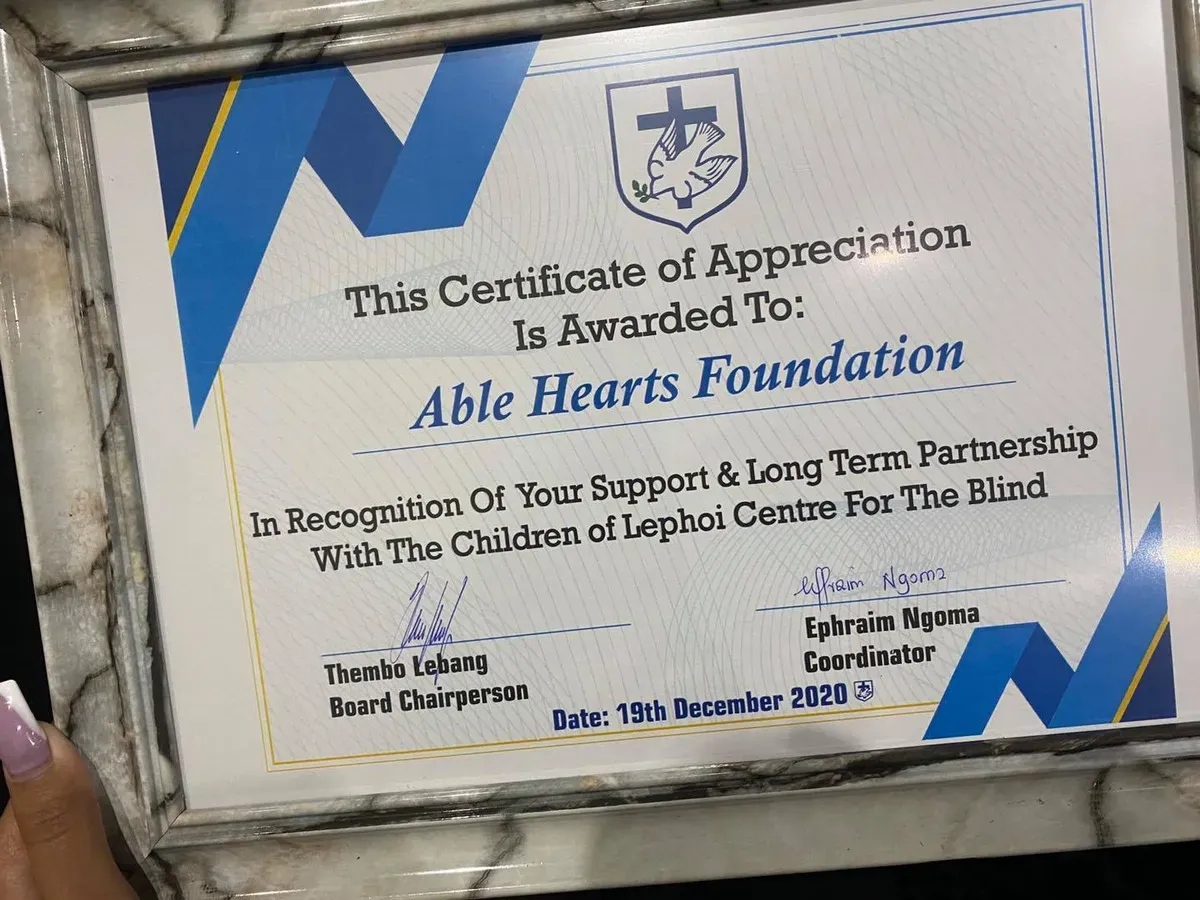 This Certificate of Appreciation
Is Awarded To:
Able Hearts Foundation
In Recognition Of Your Support & Long Term Partnership
With The Children of Lephoi Centre For The Blind
Ephraim Ngoma
Thembo Lebang
Board Chairperson
Ephraim Ngoma
Coordinator
Date: 19th December 2020